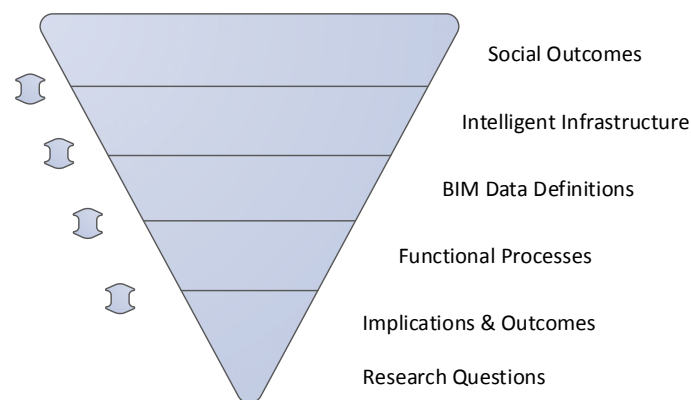 Social Outcomes
Intelligent Infrastructure
BIM Data Definitions
Functional Processes
Implications & Outcomes
Research Questions